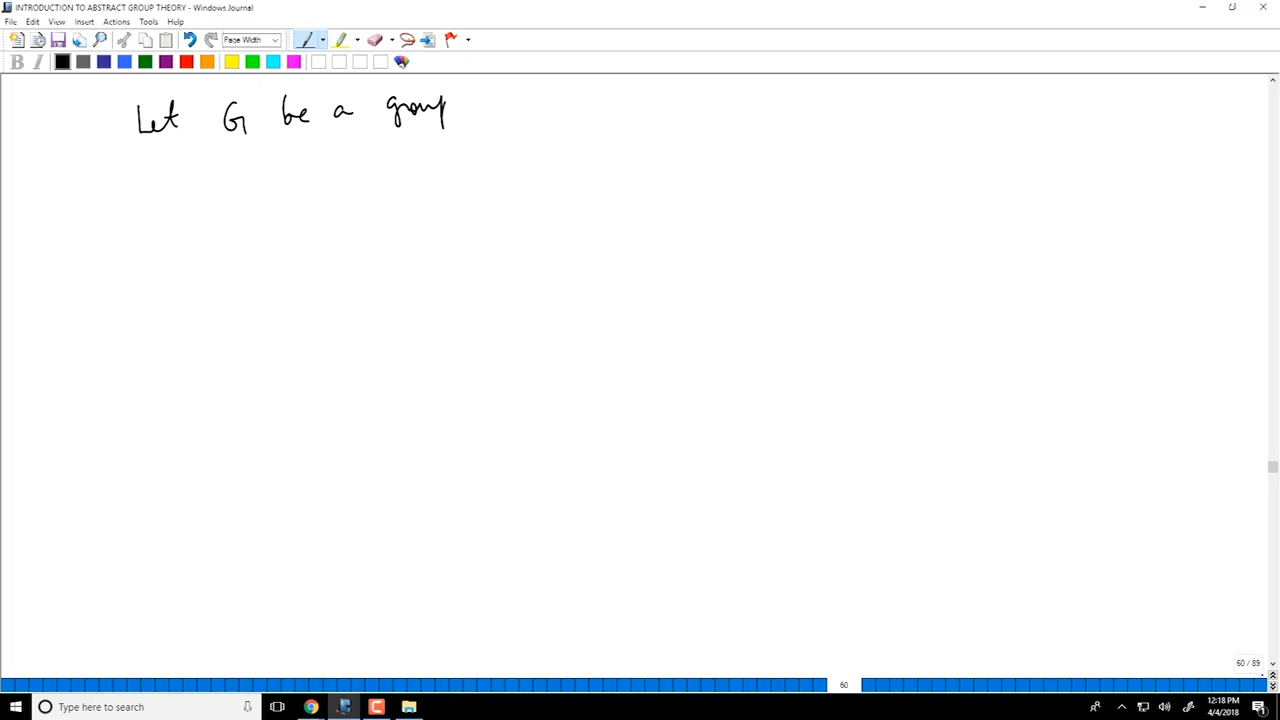 INTRODUCTION TO ABSTRACT GROUP THEORY - Windows Journal
File Edit View Insert Actions Tools Help
Page Width
B I
Let G be a group
60 / 89
60
Type here to search
12:18 PM
4/4/2018
1